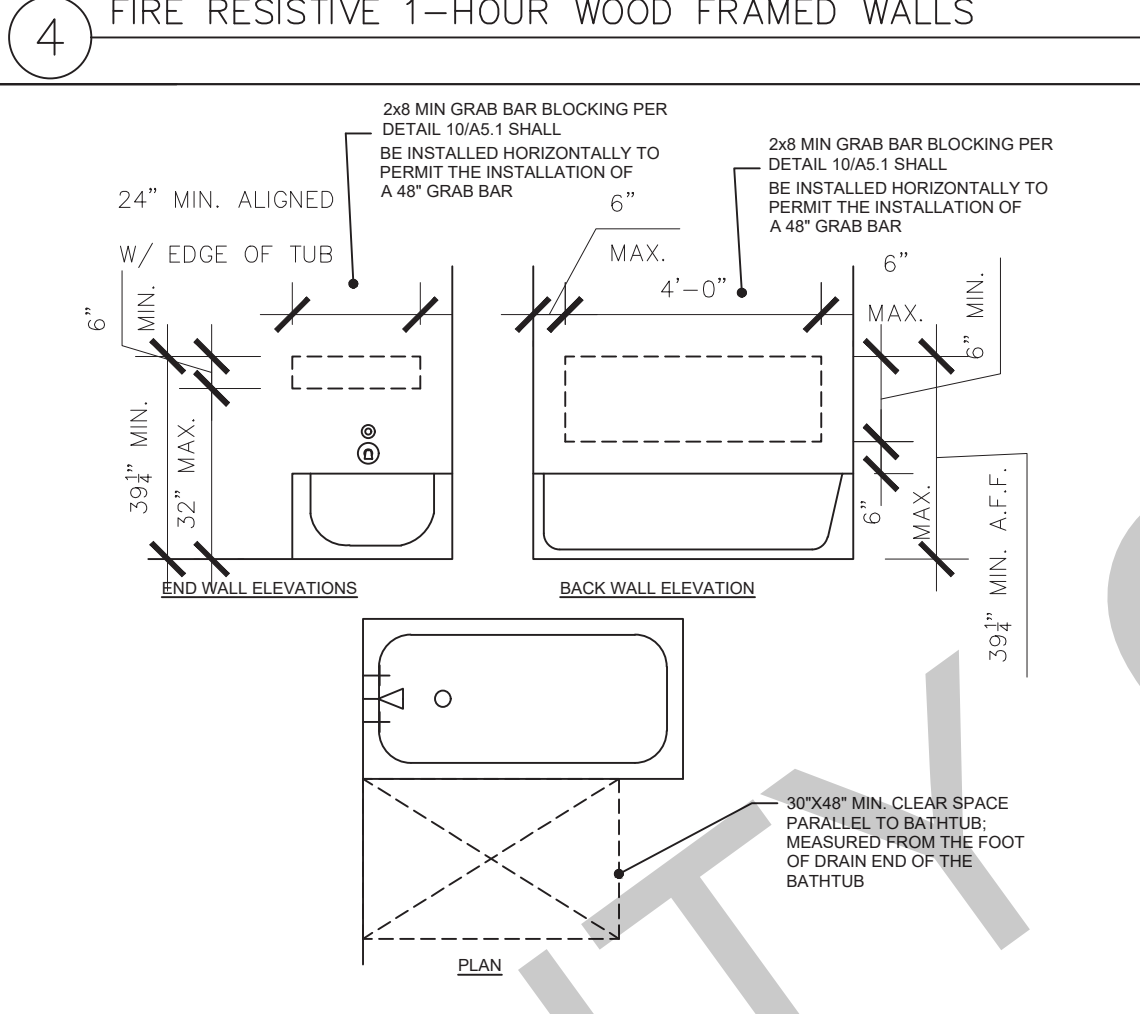 4
FIRE RESISTIVE 1-HOUR WOOD FRAMED WALLS
2x8 MIN GRAB BAR BLOCKING PER
DETAIL 10/A5.1 SHALL
BE INSTALLED HORIZONTALLY TO
PERMIT THE INSTALLATION OF
A 48" GRAB BAR
2x8 MIN GRAB BAR BLOCKING PER
DETAIL 10/A5.1 SHALL
BE INSTALLED HORIZONTALLY TO
PERMIT THE INSTALLATION OF
A 48" GRAB BAR
24" MIN. ALIGNED
W/ EDGE OF TUB
6"
MAX.
4'-0"
6"
MAX.
6"
MIN.
6" MIN.
39 1/4" MIN.
32" MAX.
6"
MAX.
39 1/4" MIN. A.F.F.
END WALL ELEVATIONS
BACK WALL ELEVATION
30"X48" MIN. CLEAR SPACE
PARALLEL TO BATHTUB;
MEASURED FROM THE FOOT
OF DRAIN END OF THE
BATHTUB
PLAN
ITY